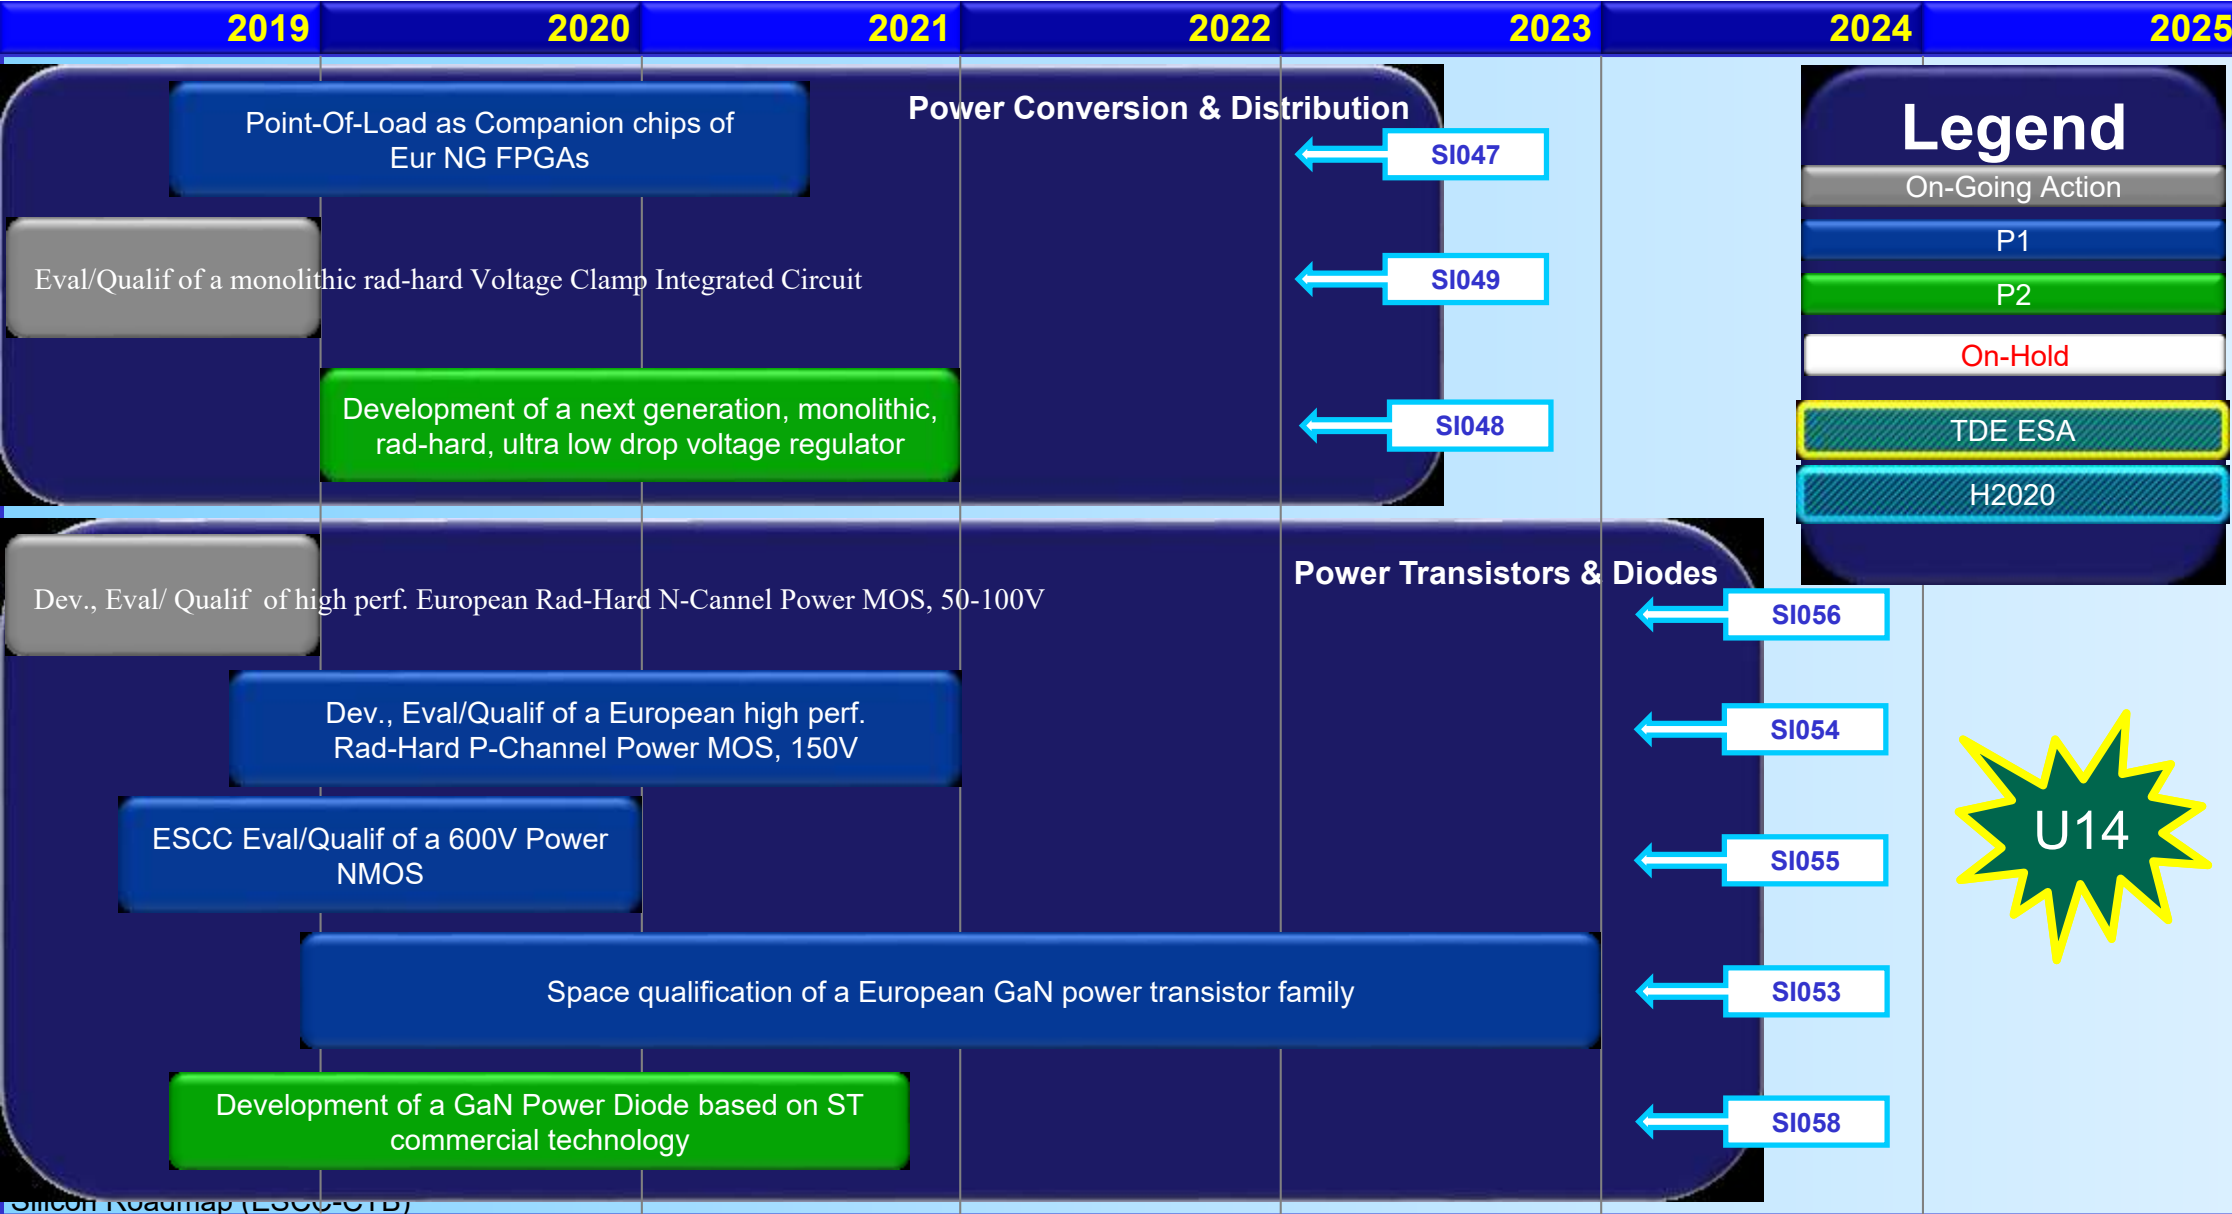 2019 2020 2021 2022 2023 2024 2025
Power Conversion & Distribution
Point-Of-Load as Companion chips of
Eur NG FPGAs
SI047
Eval/Qualif of a monolithic rad-hard Voltage Clamp Integrated Circuit
SI049
Development of a next generation, monolithic,
rad-hard, ultra low drop voltage regulator
SI048
Legend
On-Going Action
P1
P2
On-Hold
TDE ESA
H2020
Power Transistors & Diodes
Dev., Eval/ Qualif  of high perf. European Rad-Hard N-Cannel Power MOS, 50-100V
SI056
Dev., Eval/Qualif of a European high perf.
Rad-Hard P-Channel Power MOS, 150V
SI054
ESCC Eval/Qualif of a 600V Power
NMOS
SI055
Space qualification of a European GaN power transistor family
SI053
Development of a GaN Power Diode based on ST
commercial technology
SI058
U14
Silicon Roadmap (ESCC-CTB)